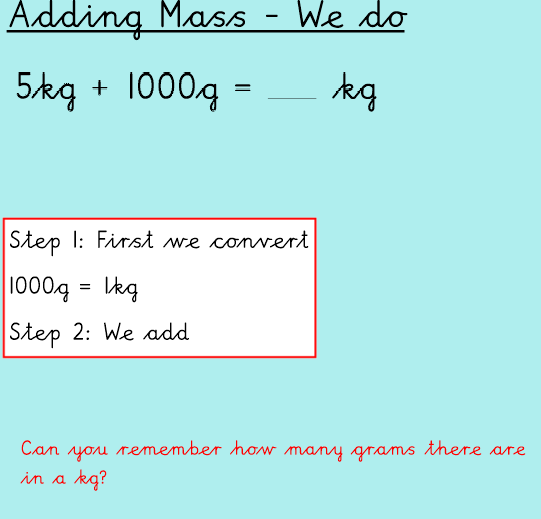 Adding Mass - We do
5kg + 1000g = ___ kg
Step 1: First we convert
1000g = 1kg
Step 2: We add
Can you remember how many grams there are
in a kg?